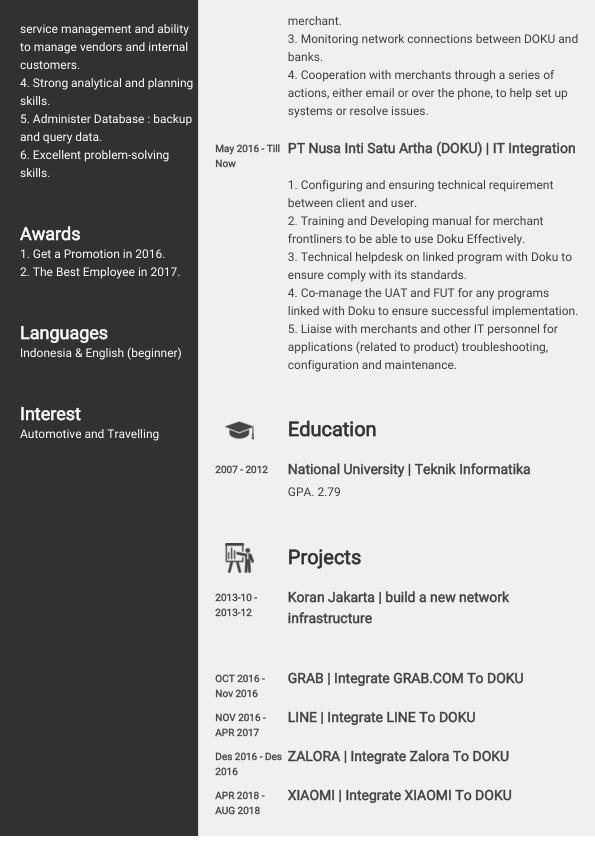 service management and ability
to manage vendors and internal
customers.
4. Strong analytical and planning
skills.
5. Administer Database : backup
and query data.
6. Excellent problem-solving
skills.
Awards
1. Get a Promotion in 2016.
2. The Best Employee in 2017.
Languages
Indonesia & English (beginner)
Interest
Automotive and Travelling
merchant.
3. Monitoring network connections between DOKU and
banks.
4. Cooperation with merchants through a series of
actions, either email or over the phone, to help set up
systems or resolve issues.
May 2016 - Till
Now
PT Nusa Inti Satu Artha (DOKU) | IT Integration
1. Configuring and ensuring technical requirement
between client and user.
2. Training and Developing manual for merchant
frontliners to be able to use Doku Effectively.
3. Technical helpdesk on linked program with Doku to
ensure comply with its standards.
4. Co-manage the UAT and FUT for any programs
linked with Doku to ensure successful implementation.
5. Liaise with merchants and other IT personnel for
applications (related to product) troubleshooting,
configuration and maintenance.
Education
2007 - 2012
National University | Teknik Informatika
GPA. 2.79
Projects
2013-10 -
2013-12
Koran Jakarta | build a new network
infrastructure
OCT 2016 -
Nov 2016
GRAB | Integrate GRAB.COM To DOKU
NOV 2016 -
APR 2017
LINE | Integrate LINE To DOKU
Des 2016 - Des
2016
ZALORA | Integrate Zalora To DOKU
APR 2018 -
AUG 2018
XIAOMI | Integrate XIAOMI To DOKU